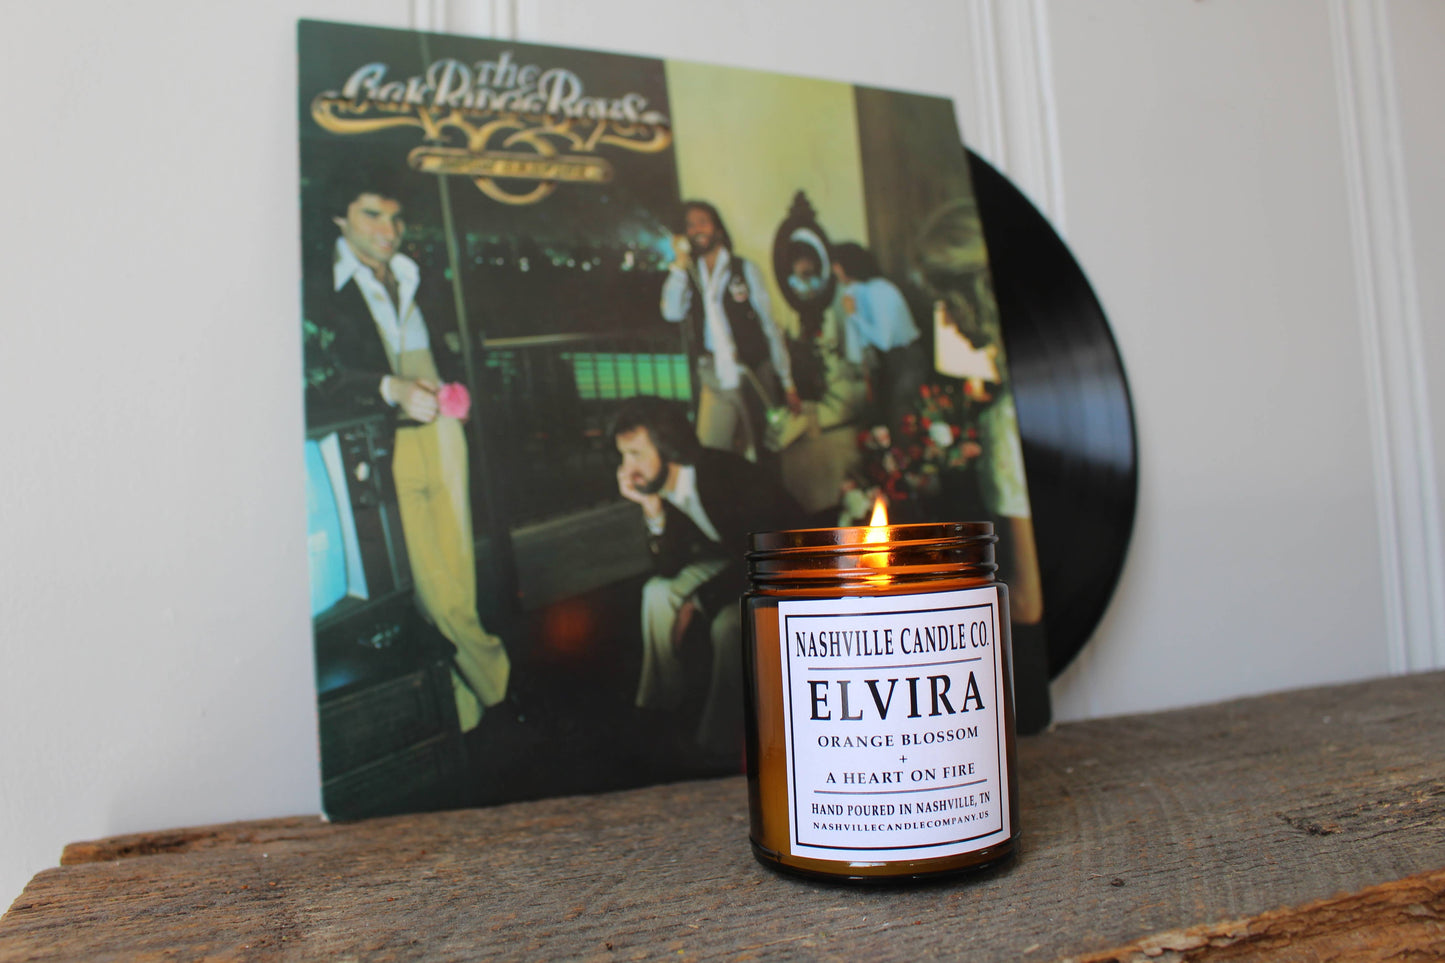 The
Oak Ridge Boys
NASHVILLE CANDLE CO.
ELVIRA
ORANGE BLOSSOM
+
A HEART ON FIRE
HAND POURED IN NASHVILLE, TN
NASHVILLECANDLECOMPANY.US